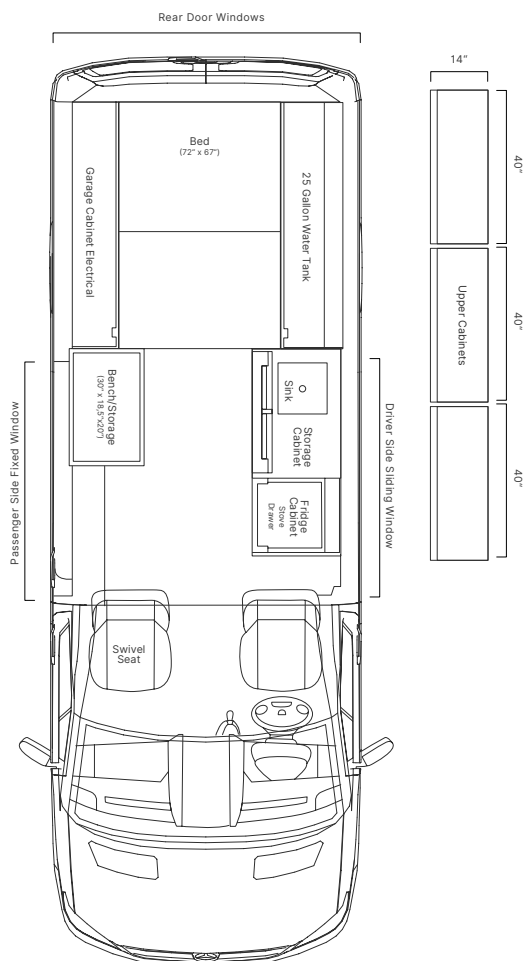 Rear Door Windows
14"
Bed
(72" x 67")
Garage Cabinet Electrical
25 Gallon Water Tank
40"
Upper Cabinets
40"
40"
Passenger Side Fixed Window
Bench/Storage
(30" x 18,5"x20")
Sink
Storage
Cabinet
Driver Side Sliding Window
Fridge
Cabinet
Stove
Drawer
Swivel
Seat